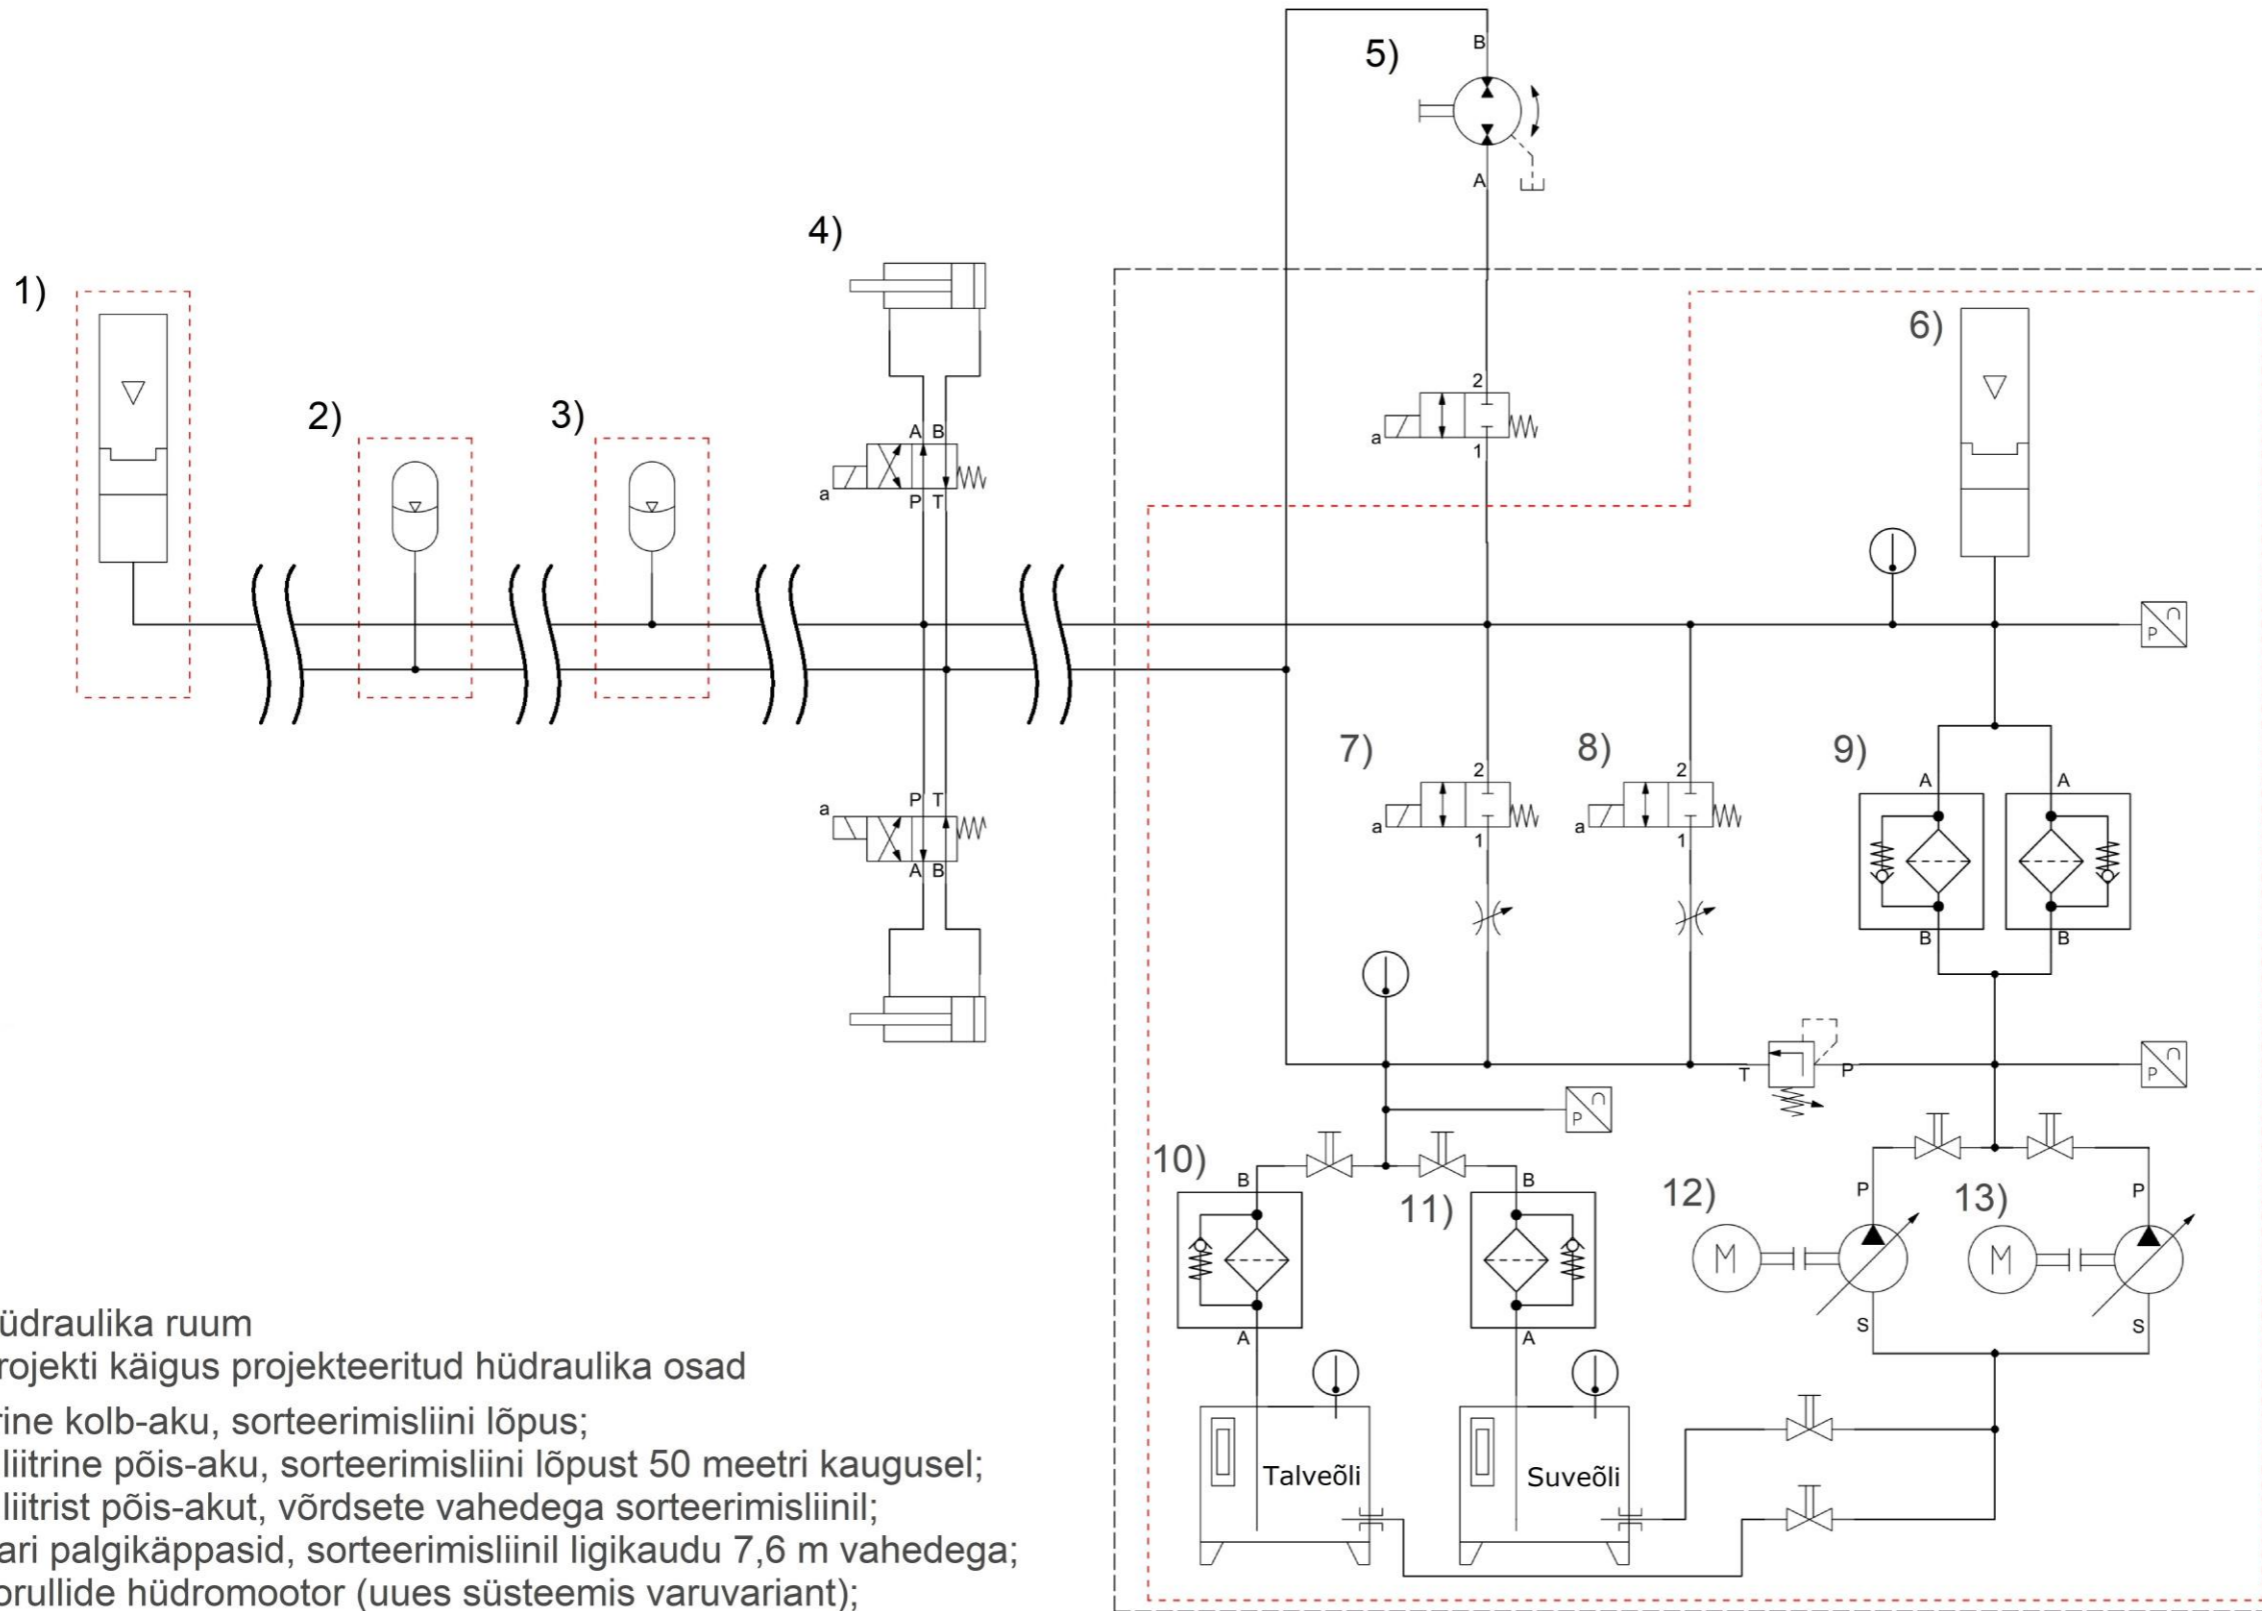 5)
B
A
4)
1)
6)
2
2)
3)
a
1
A B
a
P T
P
7)
8)
9)
2
2
A
A
P T
a
a
a
1
1
A B
B
B
T
P
P
P
10)
B
11)
B
12)
P
13)
P
M
M
S
S
A
A
Talveõli
Suveõli
üdraulika ruum
rojekti käigus projekteeritud hüdraulika osad
rine kolb-aku, sorteerimisliini lõpus;
liitrine põis-aku, sorteerimisliini lõpust 50 meetri kaugusel;
liitrist põis-akut, võrdsete vahedega sorteerimisliinil;
ari palgikäppasid, sorteerimisliinil ligikaudu 7,6 m vahedega;
orullide hüdromootor (uues süsteemis varuvariant);